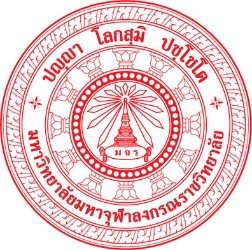 ปญฺญา โลกสฺมิ ปชฺโชโต
มจร
มหาวิทยาลัยมหาจุฬาลงกรณราชวิทยาลัย